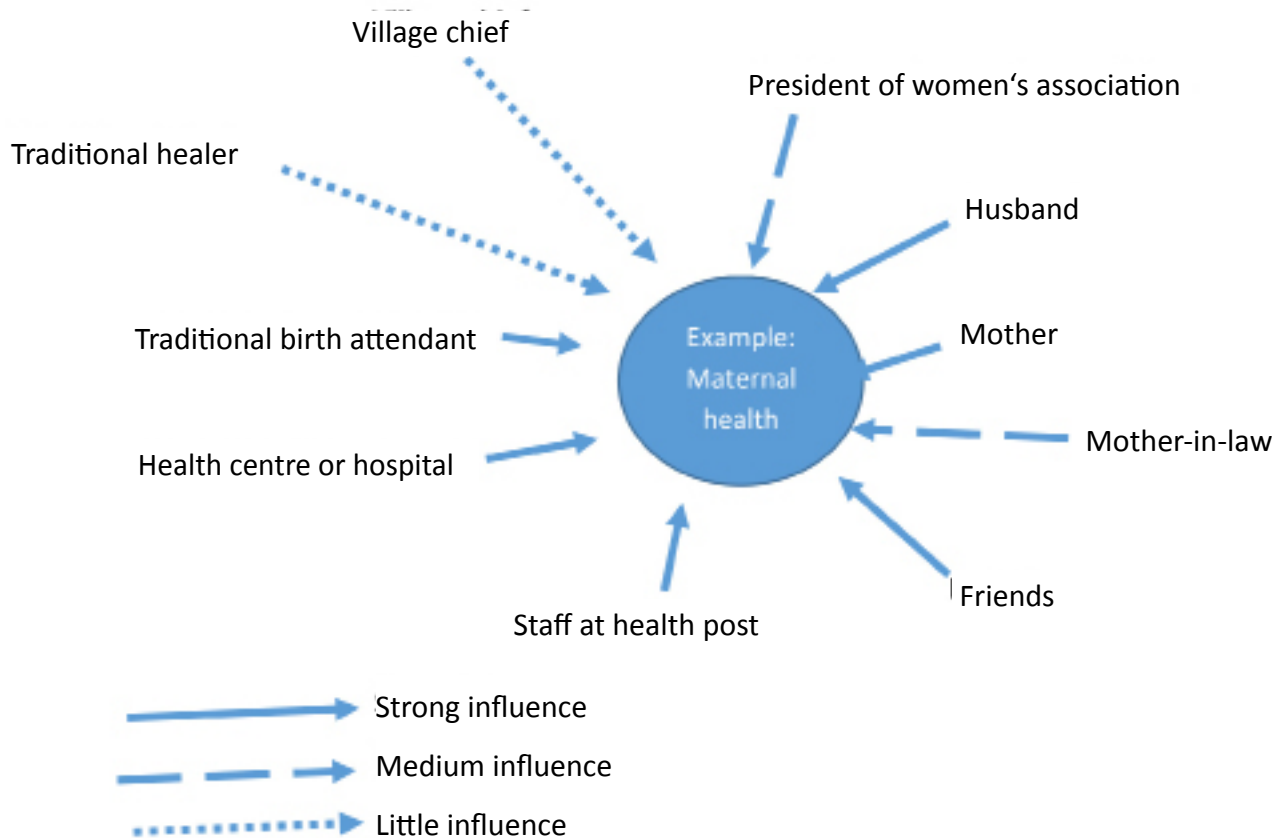 Village chief
President of women‘s association
Traditional healer
Husband
Example:
Maternal
health
Traditional birth attendant
Mother
Mother-in-law
Health centre or hospital
Friends
Staff at health post
Strong influence
Medium influence
Little influence